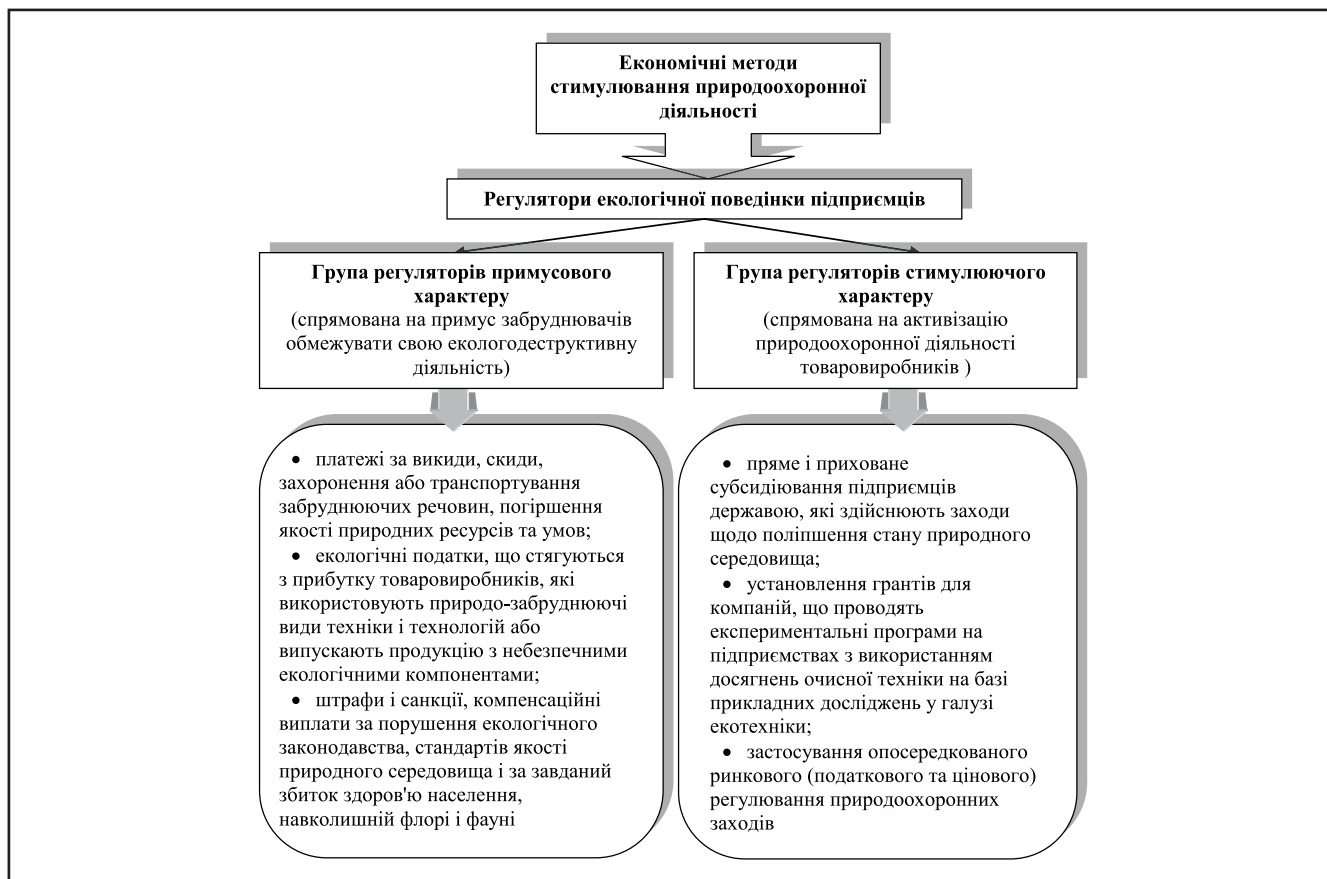 Економічні методи
стимулювання природоохоронної
діяльності
Регулятори екологічної поведінки підприємців
Група регуляторів примусового
характеру
(спрямована на примус забруднювачів
обмежувати свою екологодеструктивну
діяльність)
Група регуляторів стимулюючого
характеру
(спрямована на активізацію
природоохоронної діяльності
товаровиробників )
• платежі за викиди, скиди,
захоронення або транспортування
забруднюючих речовин, погіршення
якості природних ресурсів та умов;
• екологічні податки, що стягуються
з прибутку товаровиробників, які
використовують природо-забруднюючі
види техніки і технологій або
випускають продукцію з небезпечними
екологічними компонентами;
• штрафи і санкції, компенсаційні
виплати за порушення екологічного
законодавства, стандартів якості
природного середовища і за завданий
збиток здоров'ю населення,
навколишній флорі і фауні
• пряме і приховане
субсидіювання підприємців
державою, які здійснюють заходи
щодо поліпшення стану природного
середовища;
• установлення грантів для
компаній, що проводять
експериментальні програми на
підприємствах з використанням
досягнень очисної техніки на базі
прикладних досліджень у галузі
екотехніки;
• застосування опосередкованого
ринкового (податкового та цінового)
регулювання природоохоронних
заходів